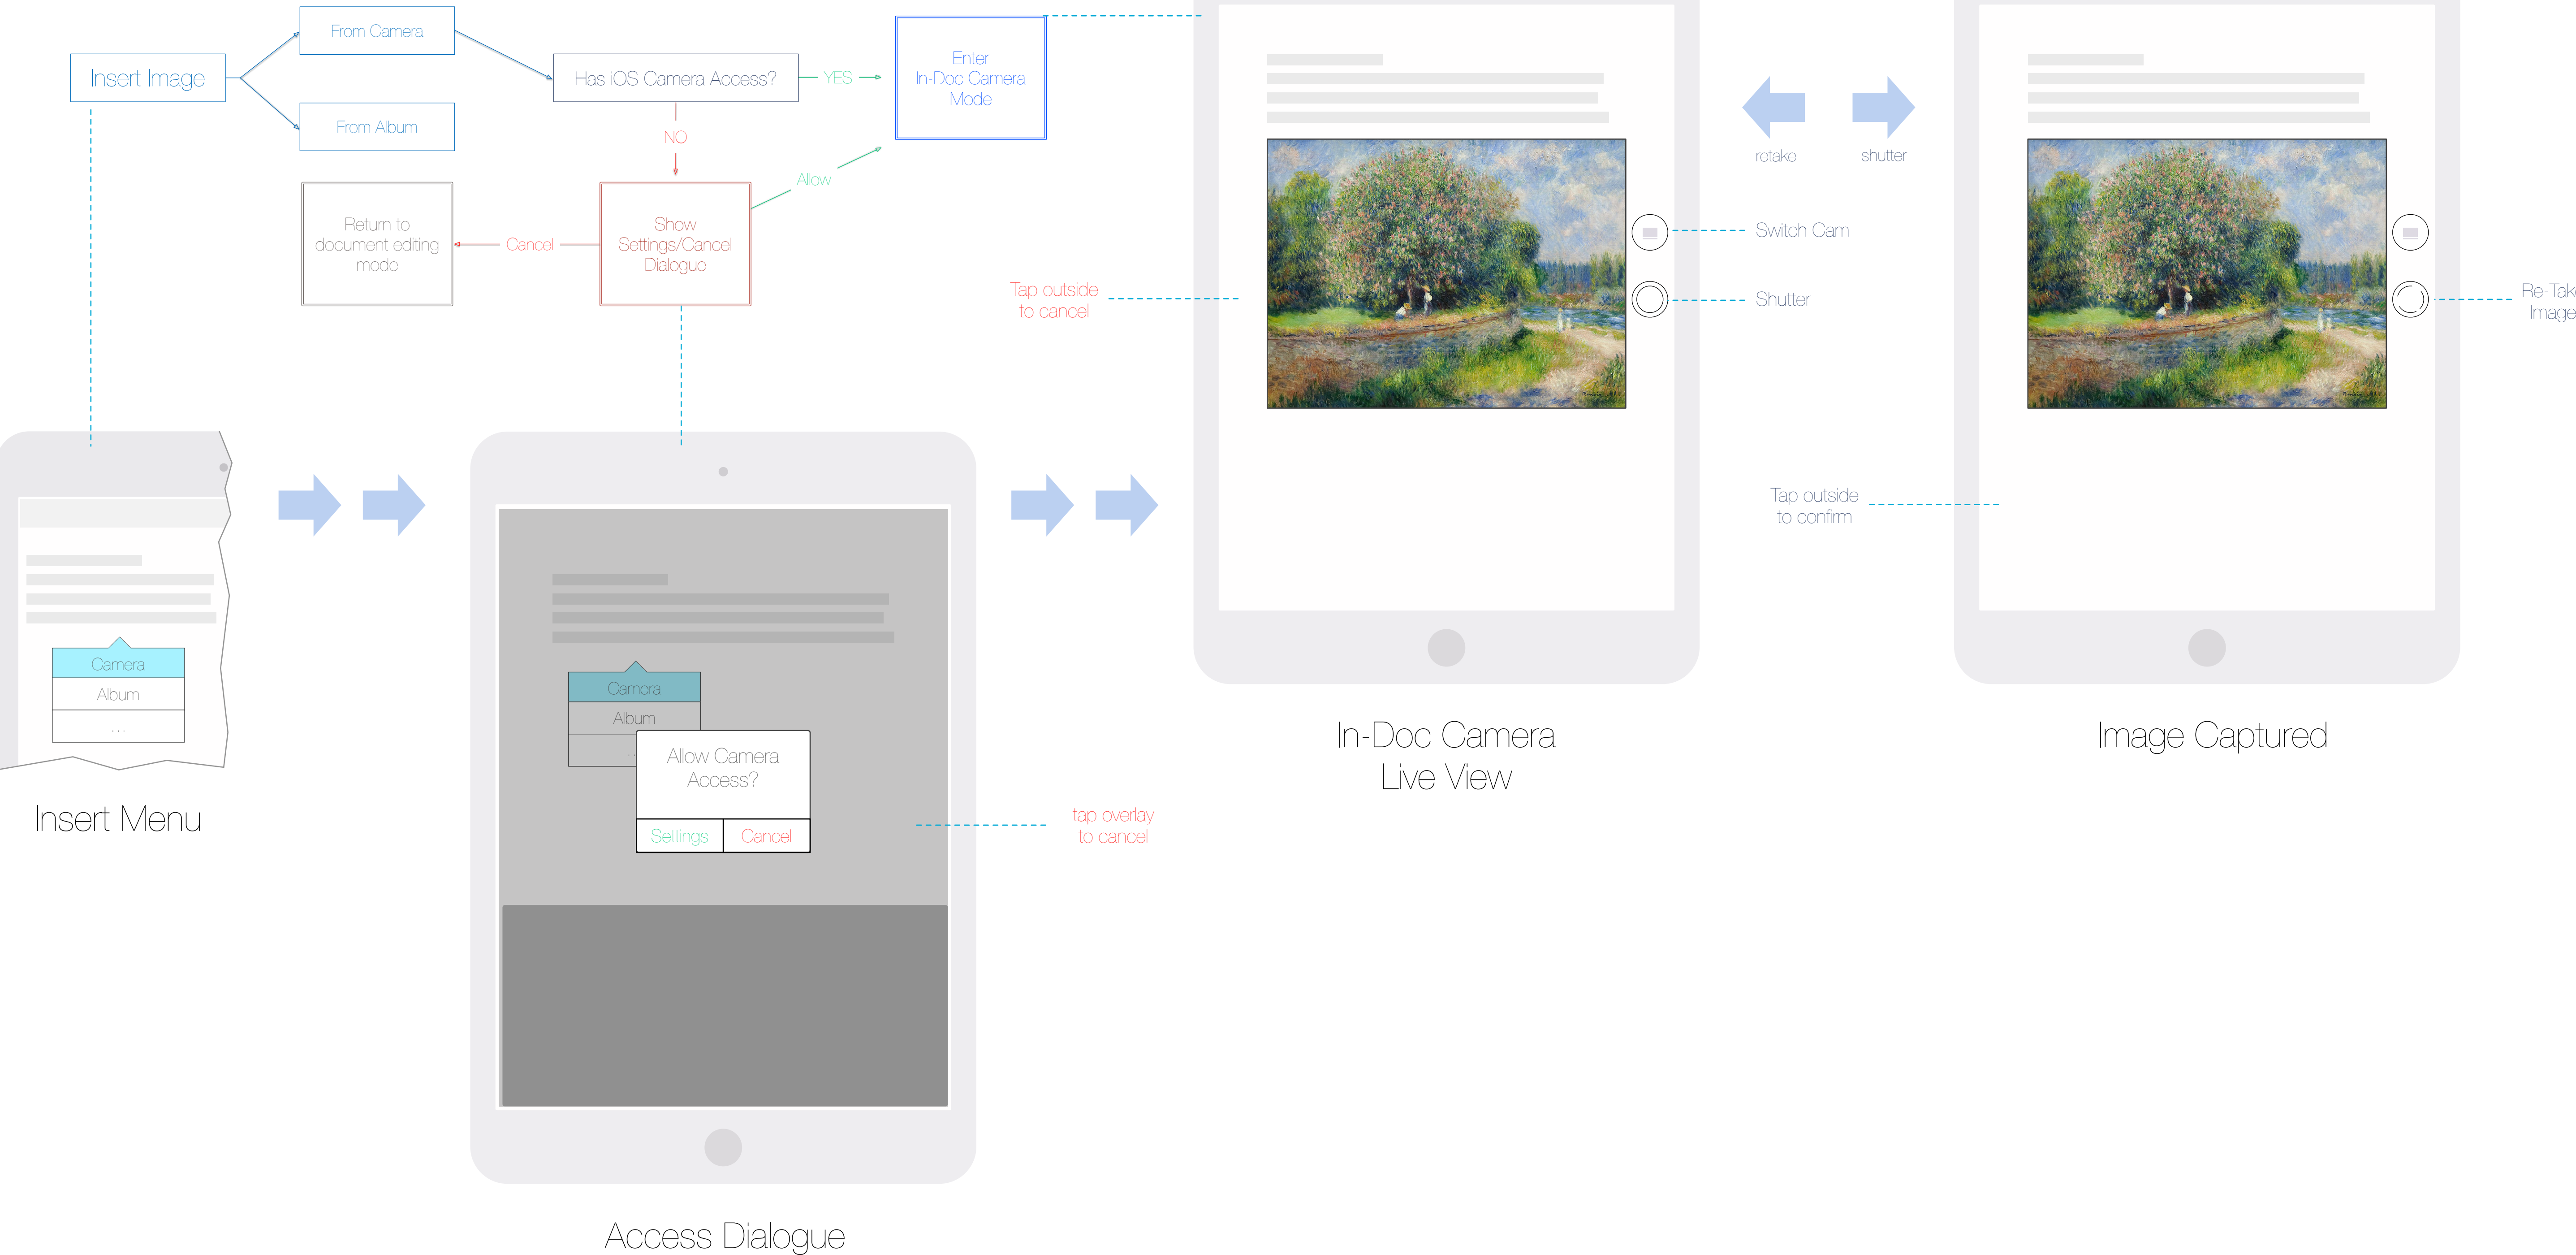 From Camera
Insert Image
From Album
Has iOS Camera Access?
YES
Enter
In-Doc Camera
Mode
NO
Allow
Return to
document editing
mode
Cancel
Show
Settings/Cancel
Dialogue
Camera
Album
...
Insert Menu
Camera
Album
Allow Camera
Access?
Settings
Cancel
tap overlay
to cancel
Access Dialogue
Tap outside
to cancel
retake
shutter
Switch Cam
Shutter
In-Doc Camera
Live View
Tap outside
to confirm
Re-Take
Image
Image Captured